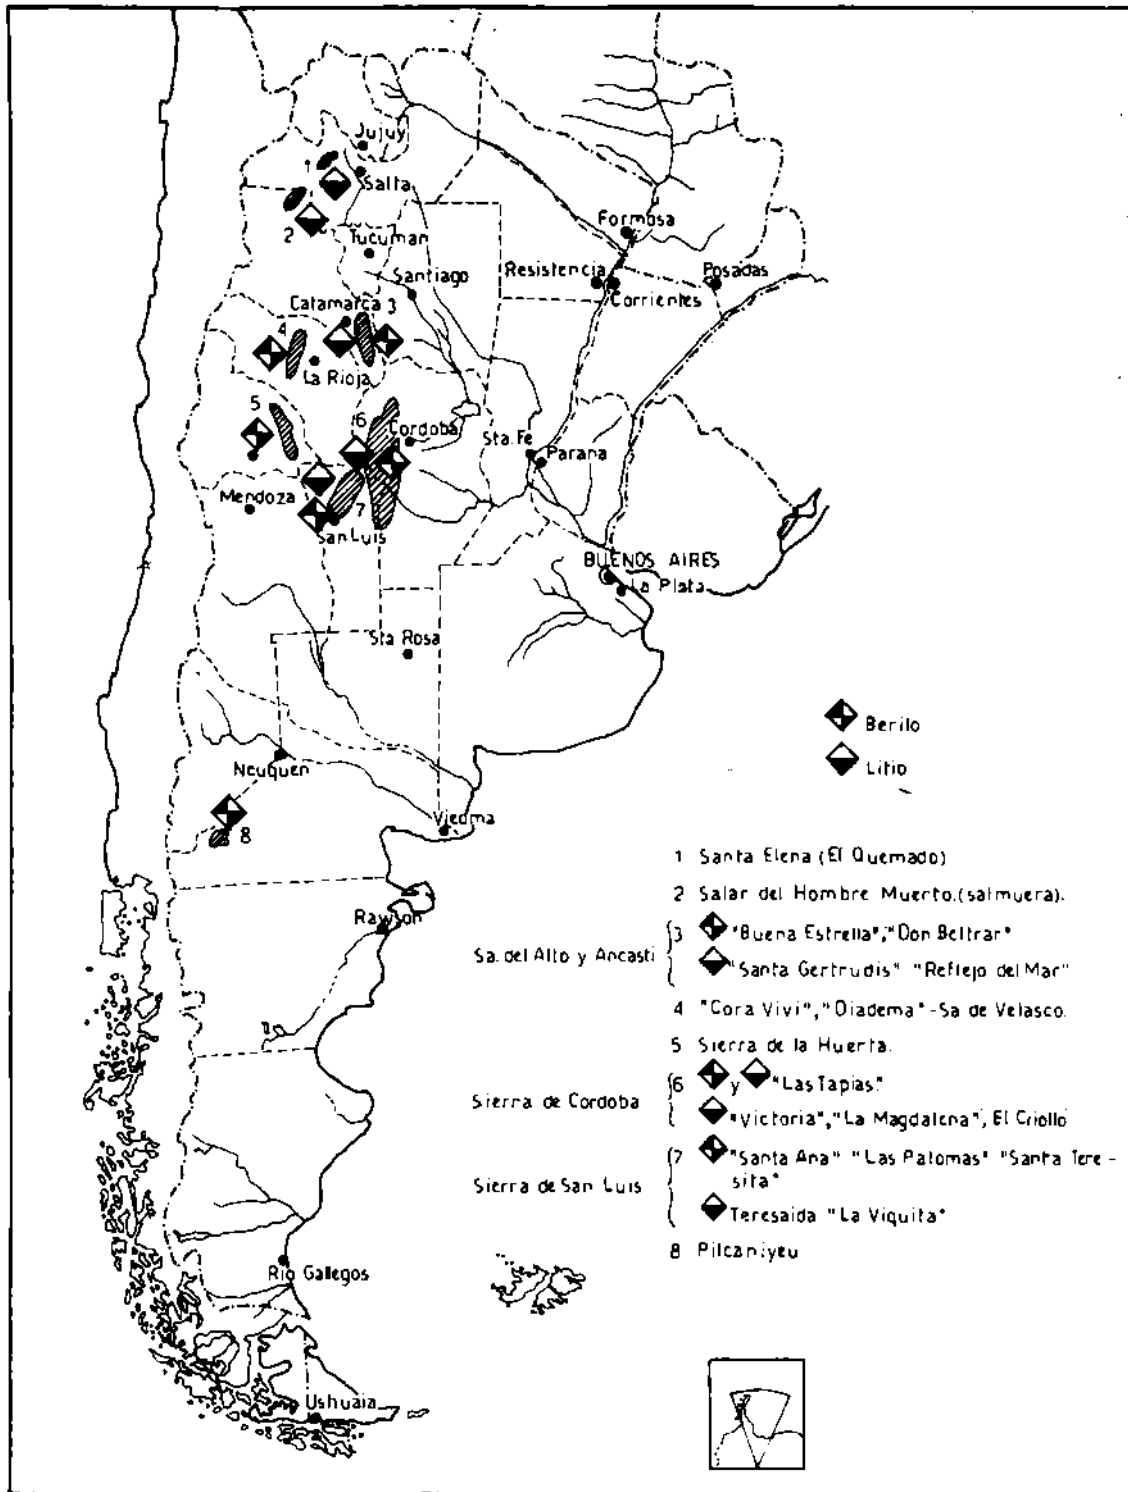 Jujuy
1
Salta
2
Tucuman
Formosa
Santiago
Resistencia
Posadas
Corrientes
Catamarca 3
4
La Rioja
5
6
Cordoba
Sta. Fe
Parana
Mendoza
7
San Luis
BUENOS AIRES
La Plata
Sta Rosa
Berilo
Neuquen
Litio
Viedma
8
1 Santa Elena (El Quemado)
2 Salar del Hombre Muerto.(salmuera).
Rawson
Sa. del Alto y Ancasti
3 "Buena Estrella","Don Beltrar"
"Santa Gertrudis" "Reflejo del Mar"
4 "Cora Vivi","Diadema"-Sa de Velasco.
5 Sierra de la Huerta.
Sierra de Cordoba
6 y "Las Tapias."
"Victoria","La Magdalena", El Criollo
Sierra de San Luis
7 "Santa Ana" "Las Palomas" "Santa Tere-
sita"
Teresaida "La Viquita"
8 Pilcaniyeu
Rio Gallegos
Ushuaia